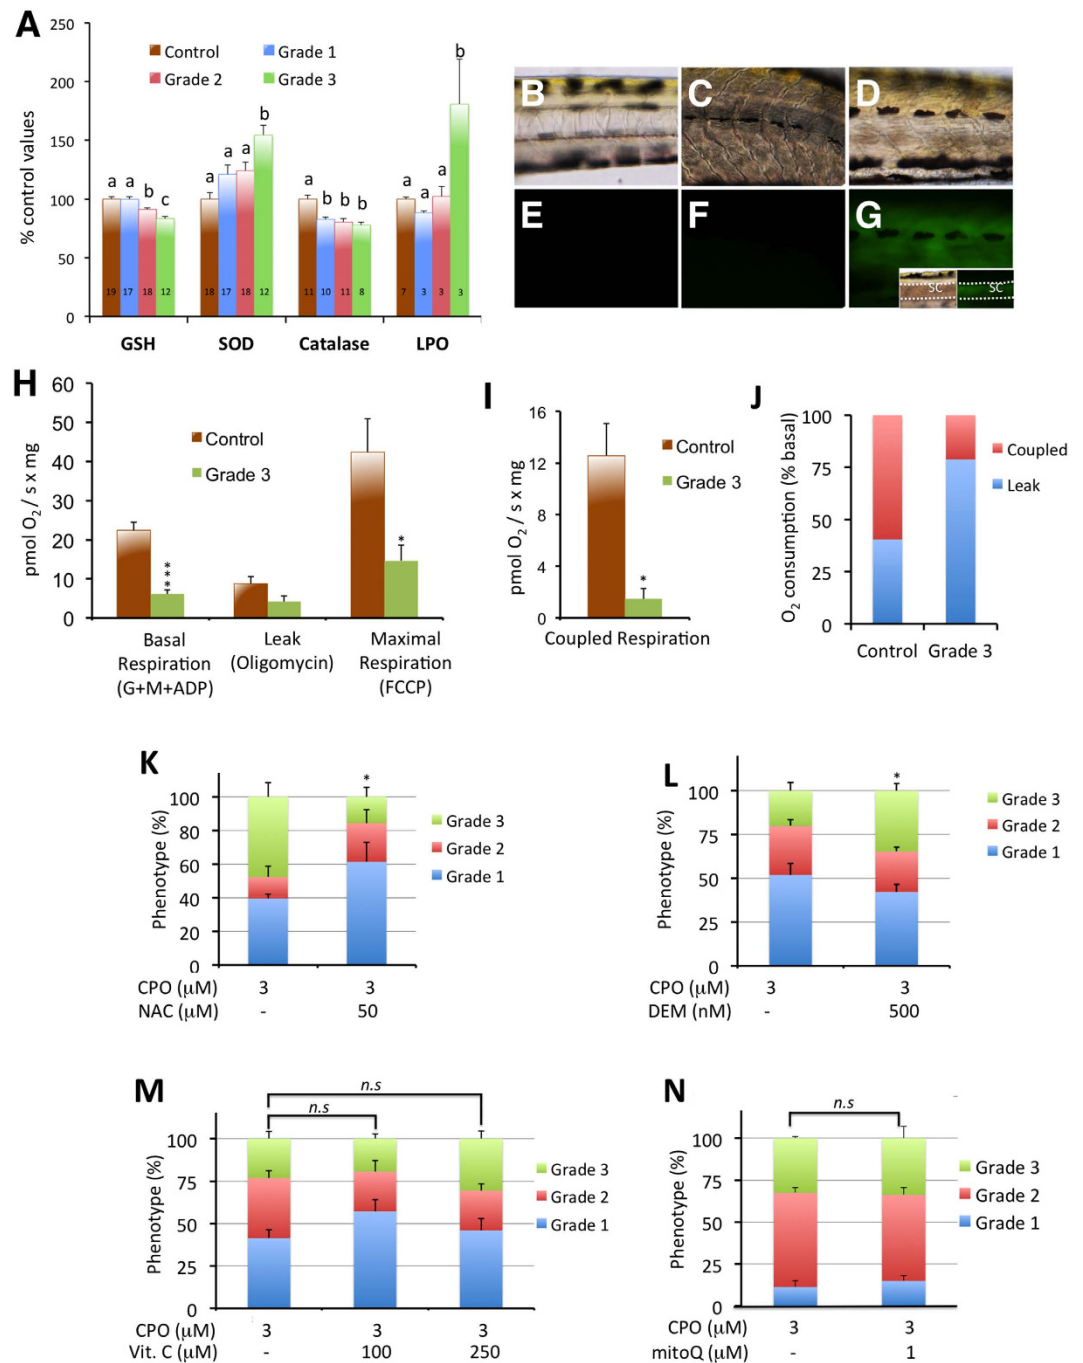 A
250
200
150
100
50
0
% control values
Control
Grade 1
Grade 2
Grade 3
a a b c
a a a b
a b b b
a a a b
19 17 18 12
18 17 18 12
11 10 11 8
7 3 3 3
GSH SOD Catalase LPO
B C D
E F G
SC SC
H
60
50
40
30
20
10
0
pmol O₂ / s x mg
Control
Grade 3
***
*
Basal Respiration (G+M+ADP)
Leak (Oligomycin)
Maximal Respiration (FCCP)
I
16
12
8
4
0
pmol O₂ / s x mg
Control
Grade 3
*
Coupled Respiration
J
100
75
50
25
0
O₂ consumption (% basal)
Coupled
Leak
Control Grade 3
K
100
80
60
40
20
0
Phenotype (%)
*
Grade 3
Grade 2
Grade 1
CPO (µM) 3 3
NAC (µM) - 50
L
100
75
50
25
0
Phenotype (%)
*
Grade 3
Grade 2
Grade 1
CPO (µM) 3 3
DEM (nM) - 500
M
n.s
n.s
100
75
50
25
0
Phenotype (%)
Grade 3
Grade 2
Grade 1
CPO (µM) 3 3 3
Vit. C (µM) - 100 250
N
n.s
100
75
50
25
0
Phenotype (%)
Grade 3
Grade 2
Grade 1
CPO (µM) 3 3
mitoQ (µM) - 1